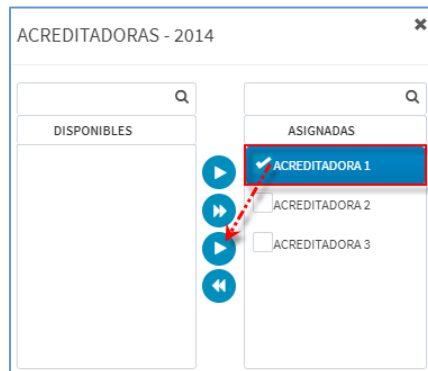 ACREDITADORAS - 2014
DISPONIBLES
ASIGNADAS
ACREDITADORA 1
ACREDITADORA 2
ACREDITADORA 3